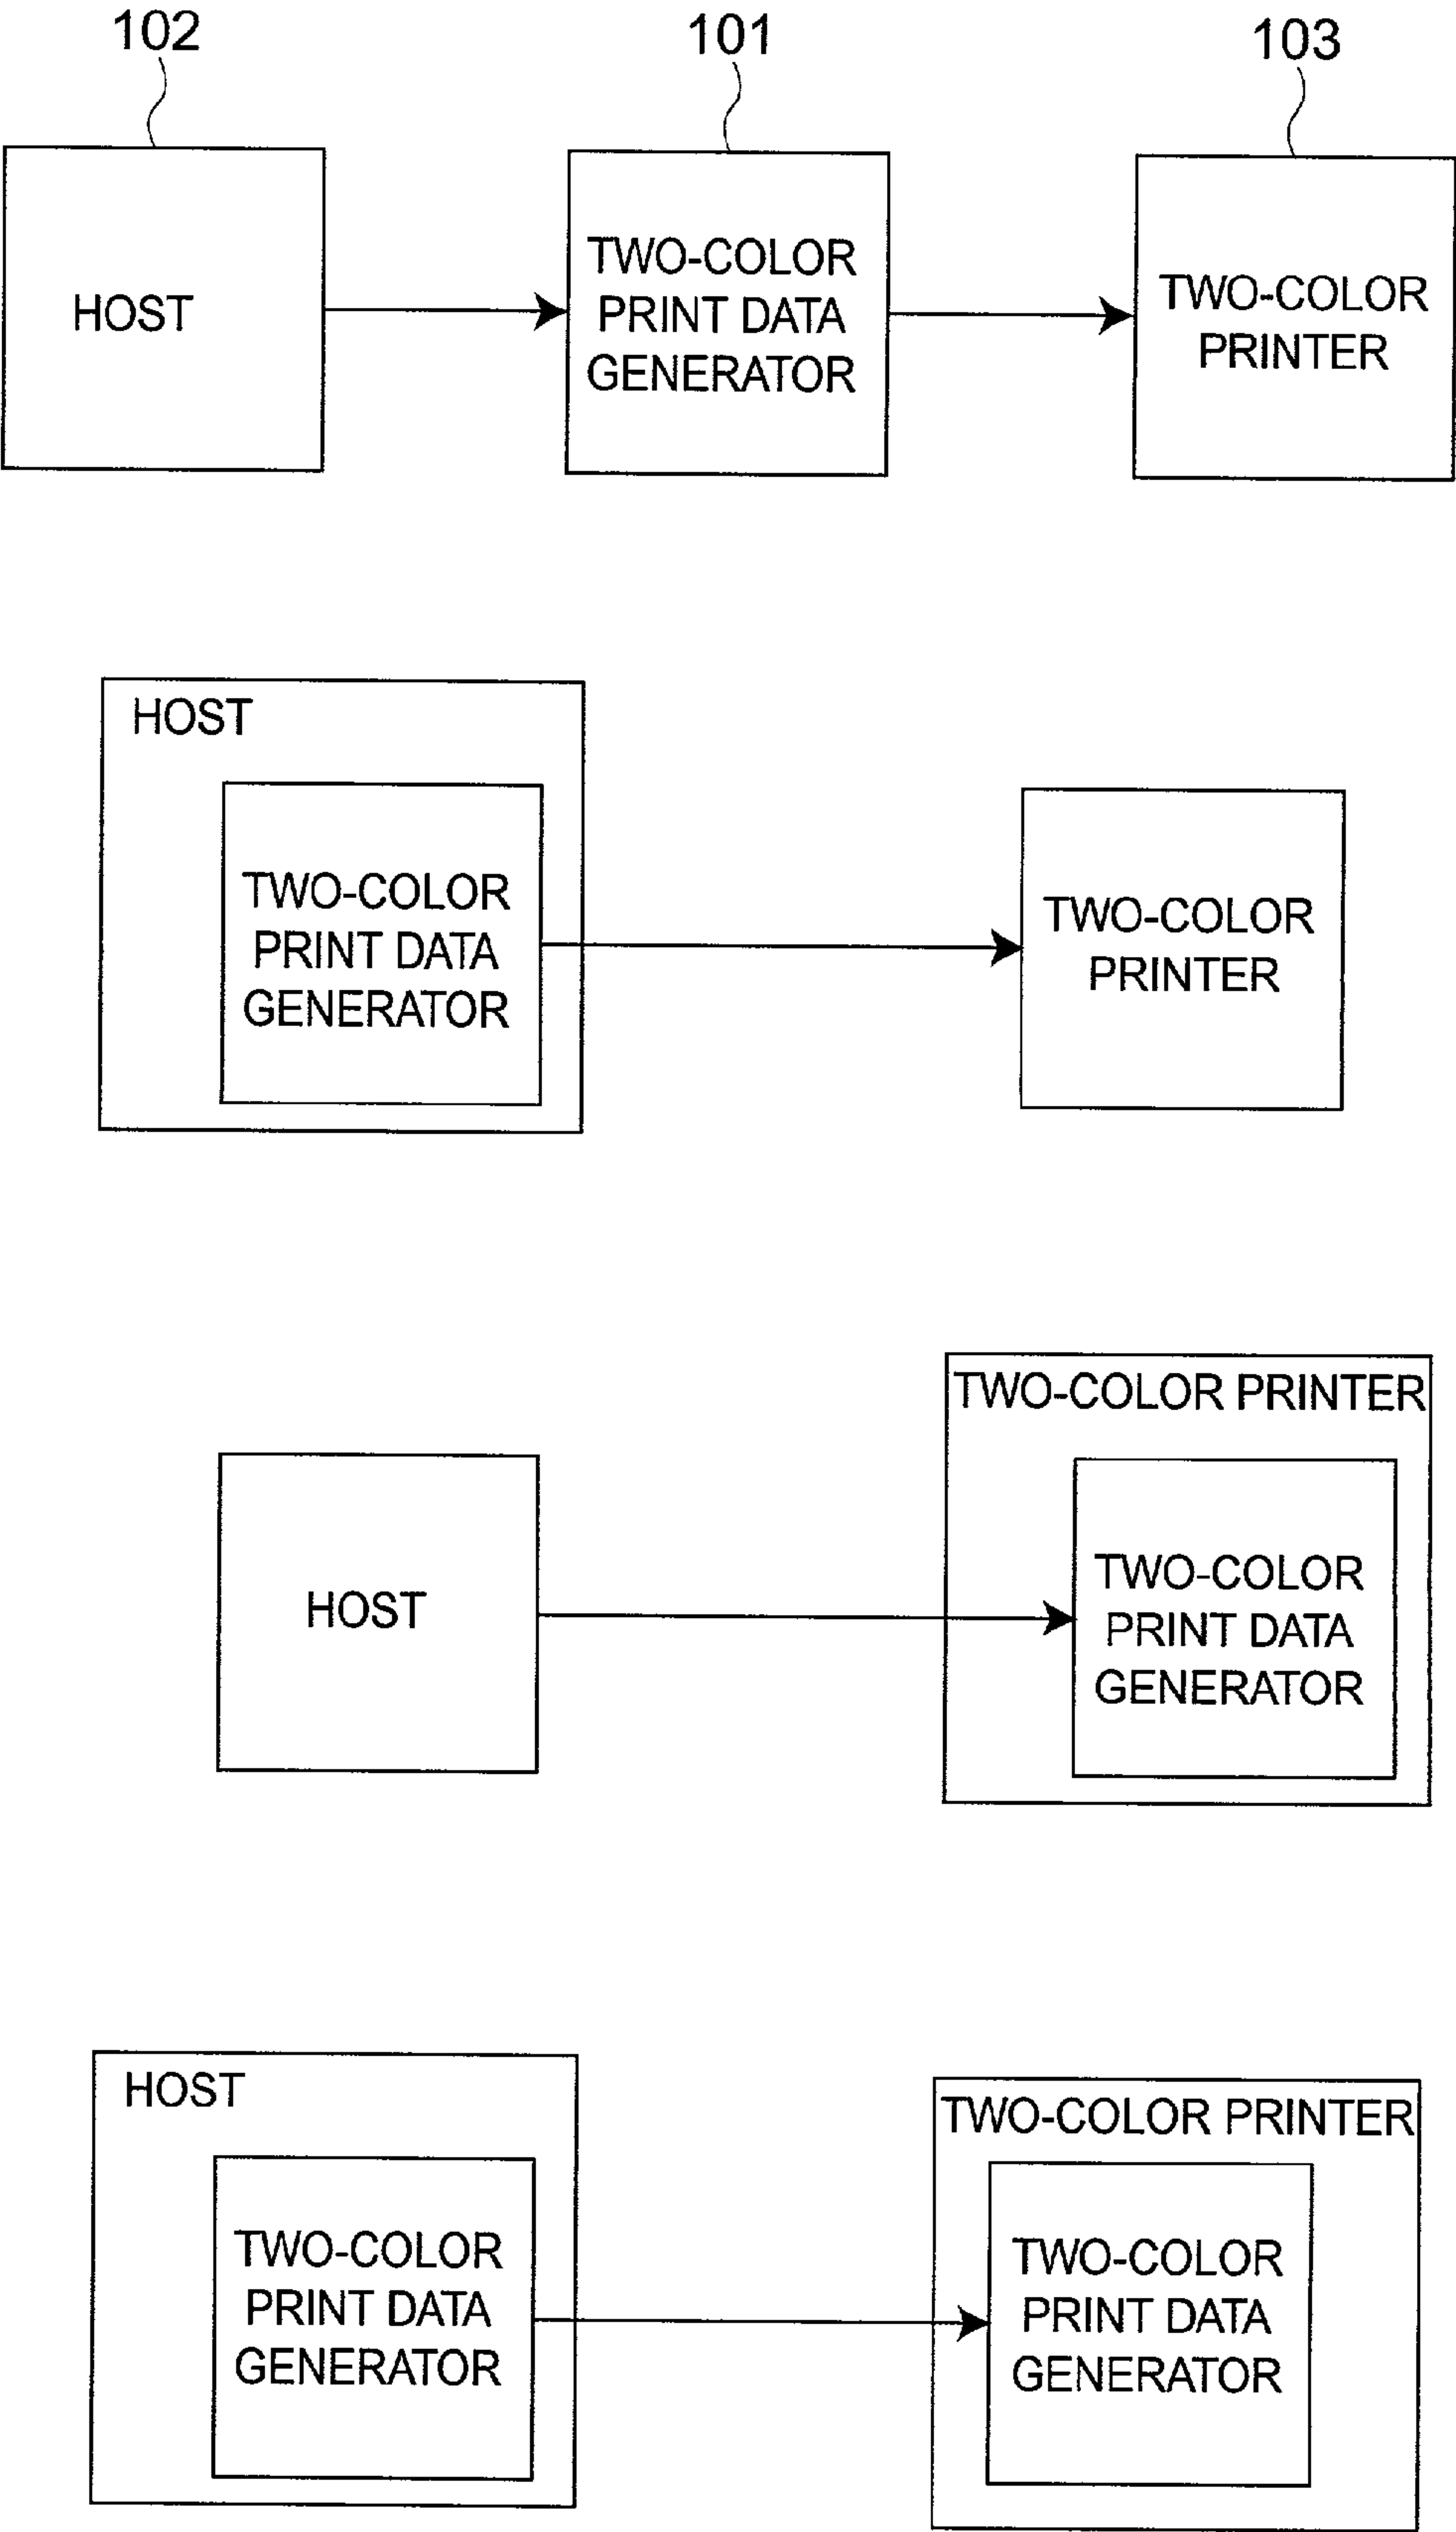 102
101
103
HOST
TWO-COLOR
PRINT DATA
GENERATOR
TWO-COLOR
PRINTER
HOST
TWO-COLOR
PRINT DATA
GENERATOR
TWO-COLOR
PRINTER
HOST
TWO-COLOR PRINTER
TWO-COLOR
PRINT DATA
GENERATOR
HOST
TWO-COLOR
PRINT DATA
GENERATOR
TWO-COLOR PRINTER
TWO-COLOR
PRINT DATA
GENERATOR